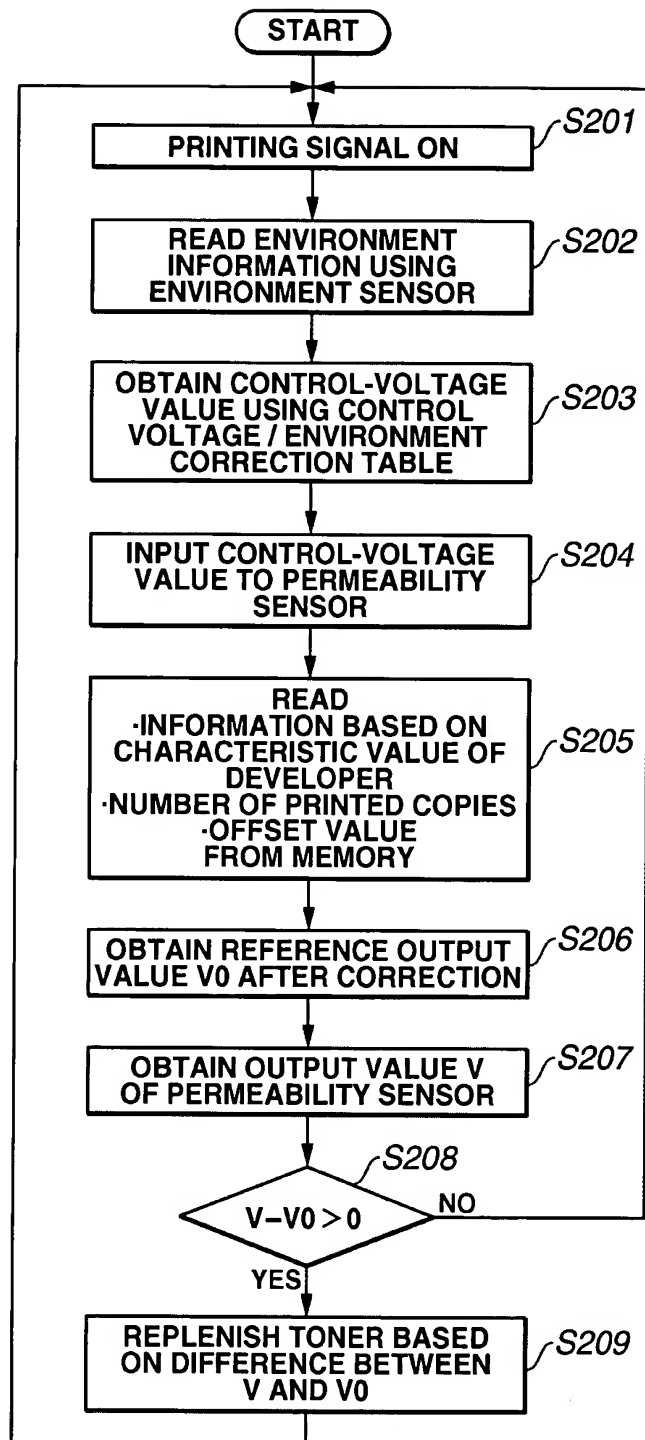 START
S201
PRINTING SIGNAL ON
S202
READ ENVIRONMENT
INFORMATION USING
ENVIRONMENT SENSOR
S203
OBTAIN CONTROL-VOLTAGE
VALUE USING CONTROL
VOLTAGE / ENVIRONMENT
CORRECTION TABLE
S204
INPUT CONTROL-VOLTAGE
VALUE TO PERMEABILITY
SENSOR
S205
READ
·INFORMATION BASED ON
CHARACTERISTIC VALUE OF
DEVELOPER
·NUMBER OF PRINTED COPIES
·OFFSET VALUE
FROM MEMORY
S206
OBTAIN REFERENCE OUTPUT
VALUE V0 AFTER CORRECTION
S207
OBTAIN OUTPUT VALUE V
OF PERMEABILITY SENSOR
S208
V–V0 > 0
NO
YES
S209
REPLENISH TONER BASED
ON DIFFERENCE BETWEEN
V AND V0